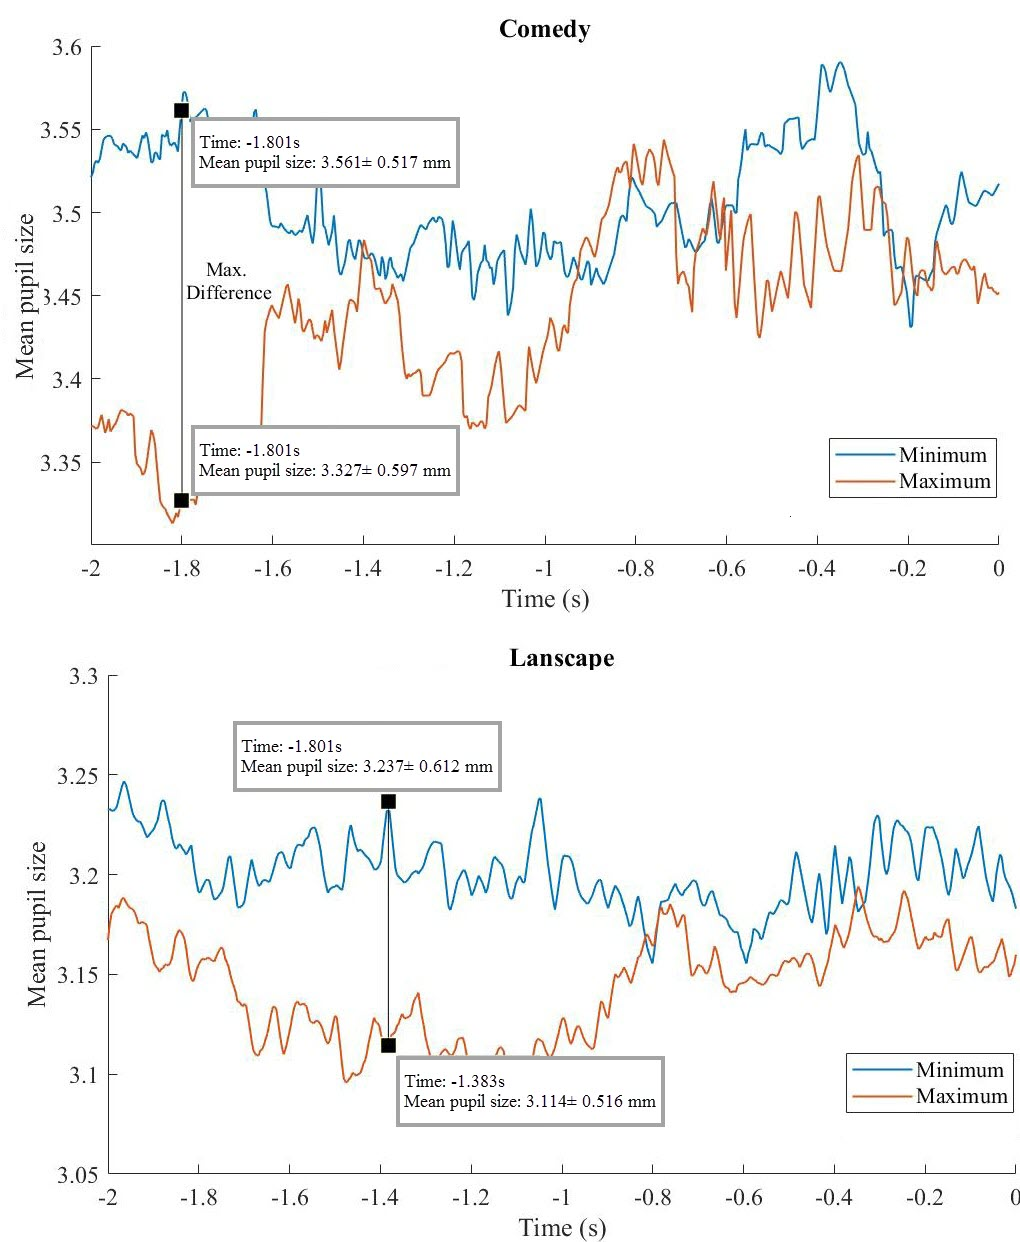 Comedy
3.6
3.55
3.5
3.45
3.4
3.35
Mean pupil size
Time: -1.801s
Mean pupil size: 3.561± 0.517 mm
Max.
Difference
Time: -1.801s
Mean pupil size: 3.327± 0.597 mm
Minimum
Maximum
-2 -1.8 -1.6 -1.4 -1.2 -1 -0.8 -0.6 -0.4 -0.2 0
Time (s)
Lanscape
3.3
3.25
3.2
3.15
3.1
3.05
Mean pupil size
Time: -1.801s
Mean pupil size: 3.237± 0.612 mm
Time: -1.383s
Mean pupil size: 3.114± 0.516 mm
Minimum
Maximum
-2 -1.8 -1.6 -1.4 -1.2 -1 -0.8 -0.6 -0.4 -0.2 0
Time (s)